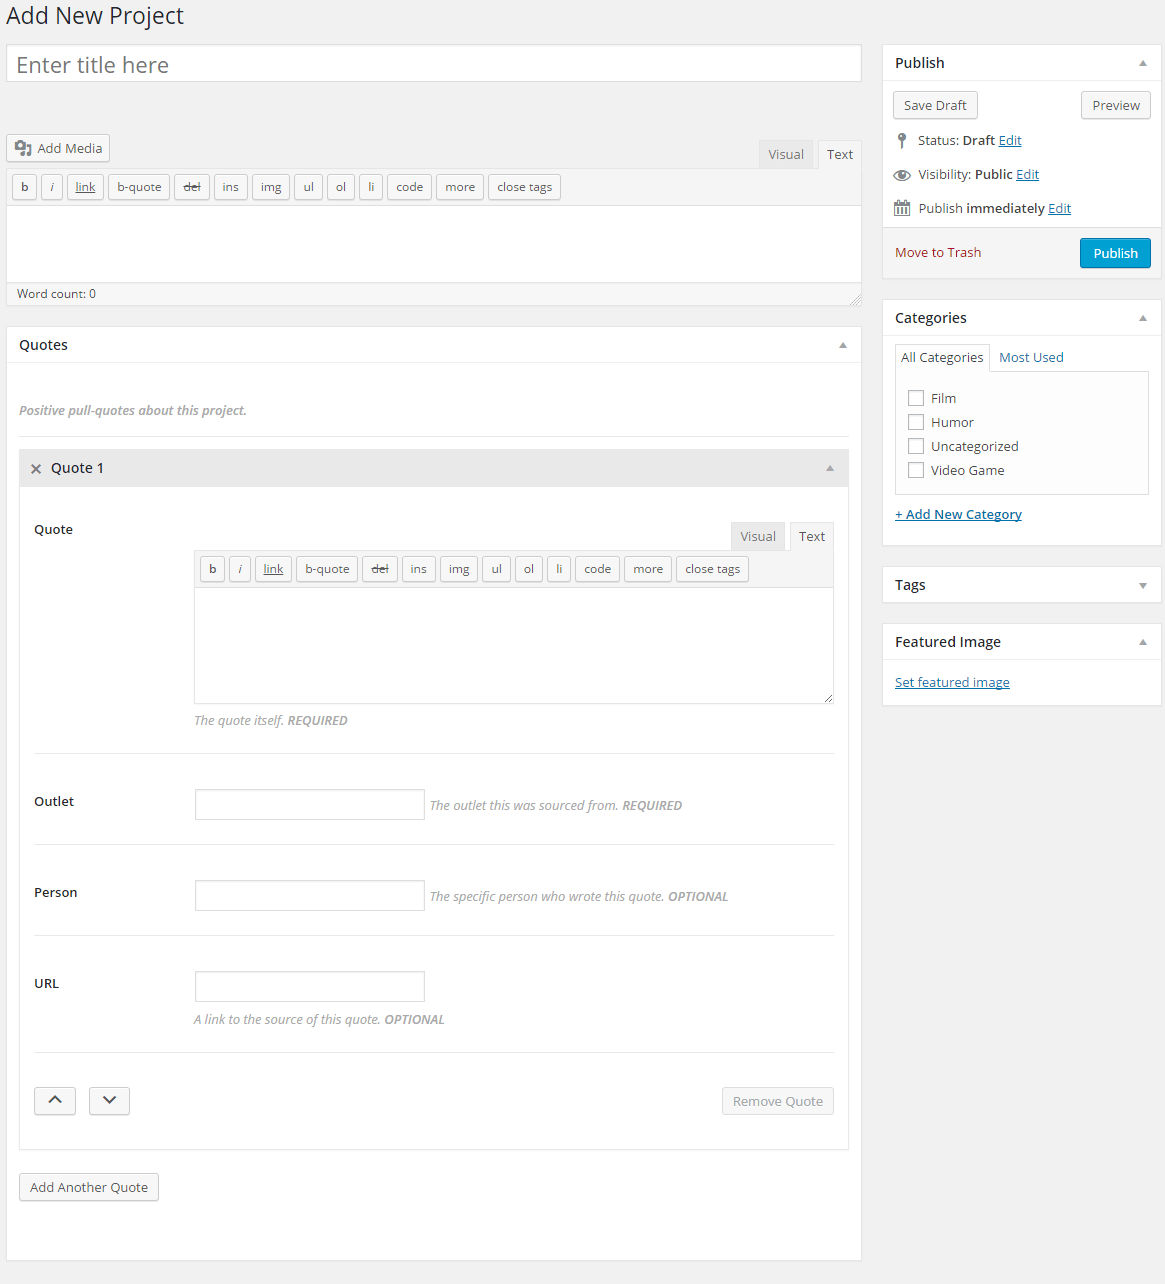 Add New Project
Enter title here
Add Media
Visual Text
b i link b-quote del ins img ul ol li code more close tags
Word count: 0
Quotes
Positive pull-quotes about this project.
Quote 1
Quote
Visual Text
b i link b-quote del ins img ul ol li code more close tags
The quote itself. REQUIRED
Outlet
The outlet this was sourced from. REQUIRED
Person
The specific person who wrote this quote. OPTIONAL
URL
A link to the source of this quote. OPTIONAL
Remove Quote
Add Another Quote
Publish
Save Draft Preview
Status: Draft Edit
Visibility: Public Edit
Publish immediately Edit
Move to Trash Publish
Categories
All Categories Most Used
Film
Humor
Uncategorized
Video Game
+ Add New Category
Tags
Featured Image
Set featured image